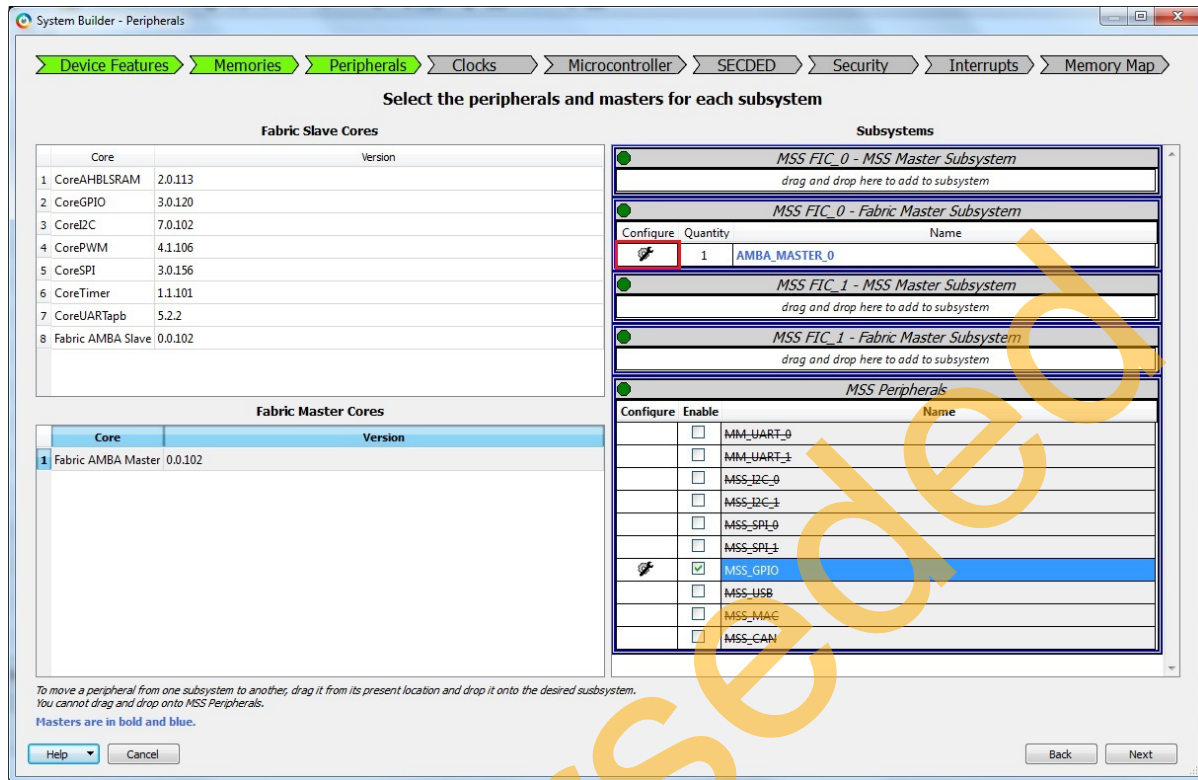 System Builder - Peripherals
Device Features Memories Peripherals Clocks Microcontroller SECDED Security Interrupts Memory Map
Select the peripherals and masters for each subsystem
Fabric Slave Cores
Core Version
1 CoreAHBLSRAM 2.0.113
2 CoreGPIO 3.0.120
3 CoreI2C 7.0.102
4 CorePWM 4.1.106
5 CoreSPI 3.0.156
6 CoreTimer 1.1.101
7 CoreUARTapb 5.2.2
8 Fabric AMBA Slave 0.0.102
Fabric Master Cores
Core Version
1 Fabric AMBA Master 0.0.102
Subsystems
MSS FIC_0 - MSS Master Subsystem
drag and drop here to add to subsystem
MSS FIC_0 - Fabric Master Subsystem
Configure Quantity Name
1 AMBA_MASTER_0
MSS FIC_1 - MSS Master Subsystem
drag and drop here to add to subsystem
MSS FIC_1 - Fabric Master Subsystem
drag and drop here to add to subsystem
MSS Peripherals
Configure Enable Name
MM_UART_0
MM_UART_1
MSS_I2C_0
MSS_I2C_1
MSS_SPI_0
MSS_SPI_1
MSS_GPIO
MSS_USB
MSS_MAC
MSS_CAN
To move a peripheral from one subsystem to another, drag it from its present location and drop it onto the desired susbsystem.
You cannot drag and drop onto MSS Peripherals.
Masters are in bold and blue.
Help Cancel Back Next
seded